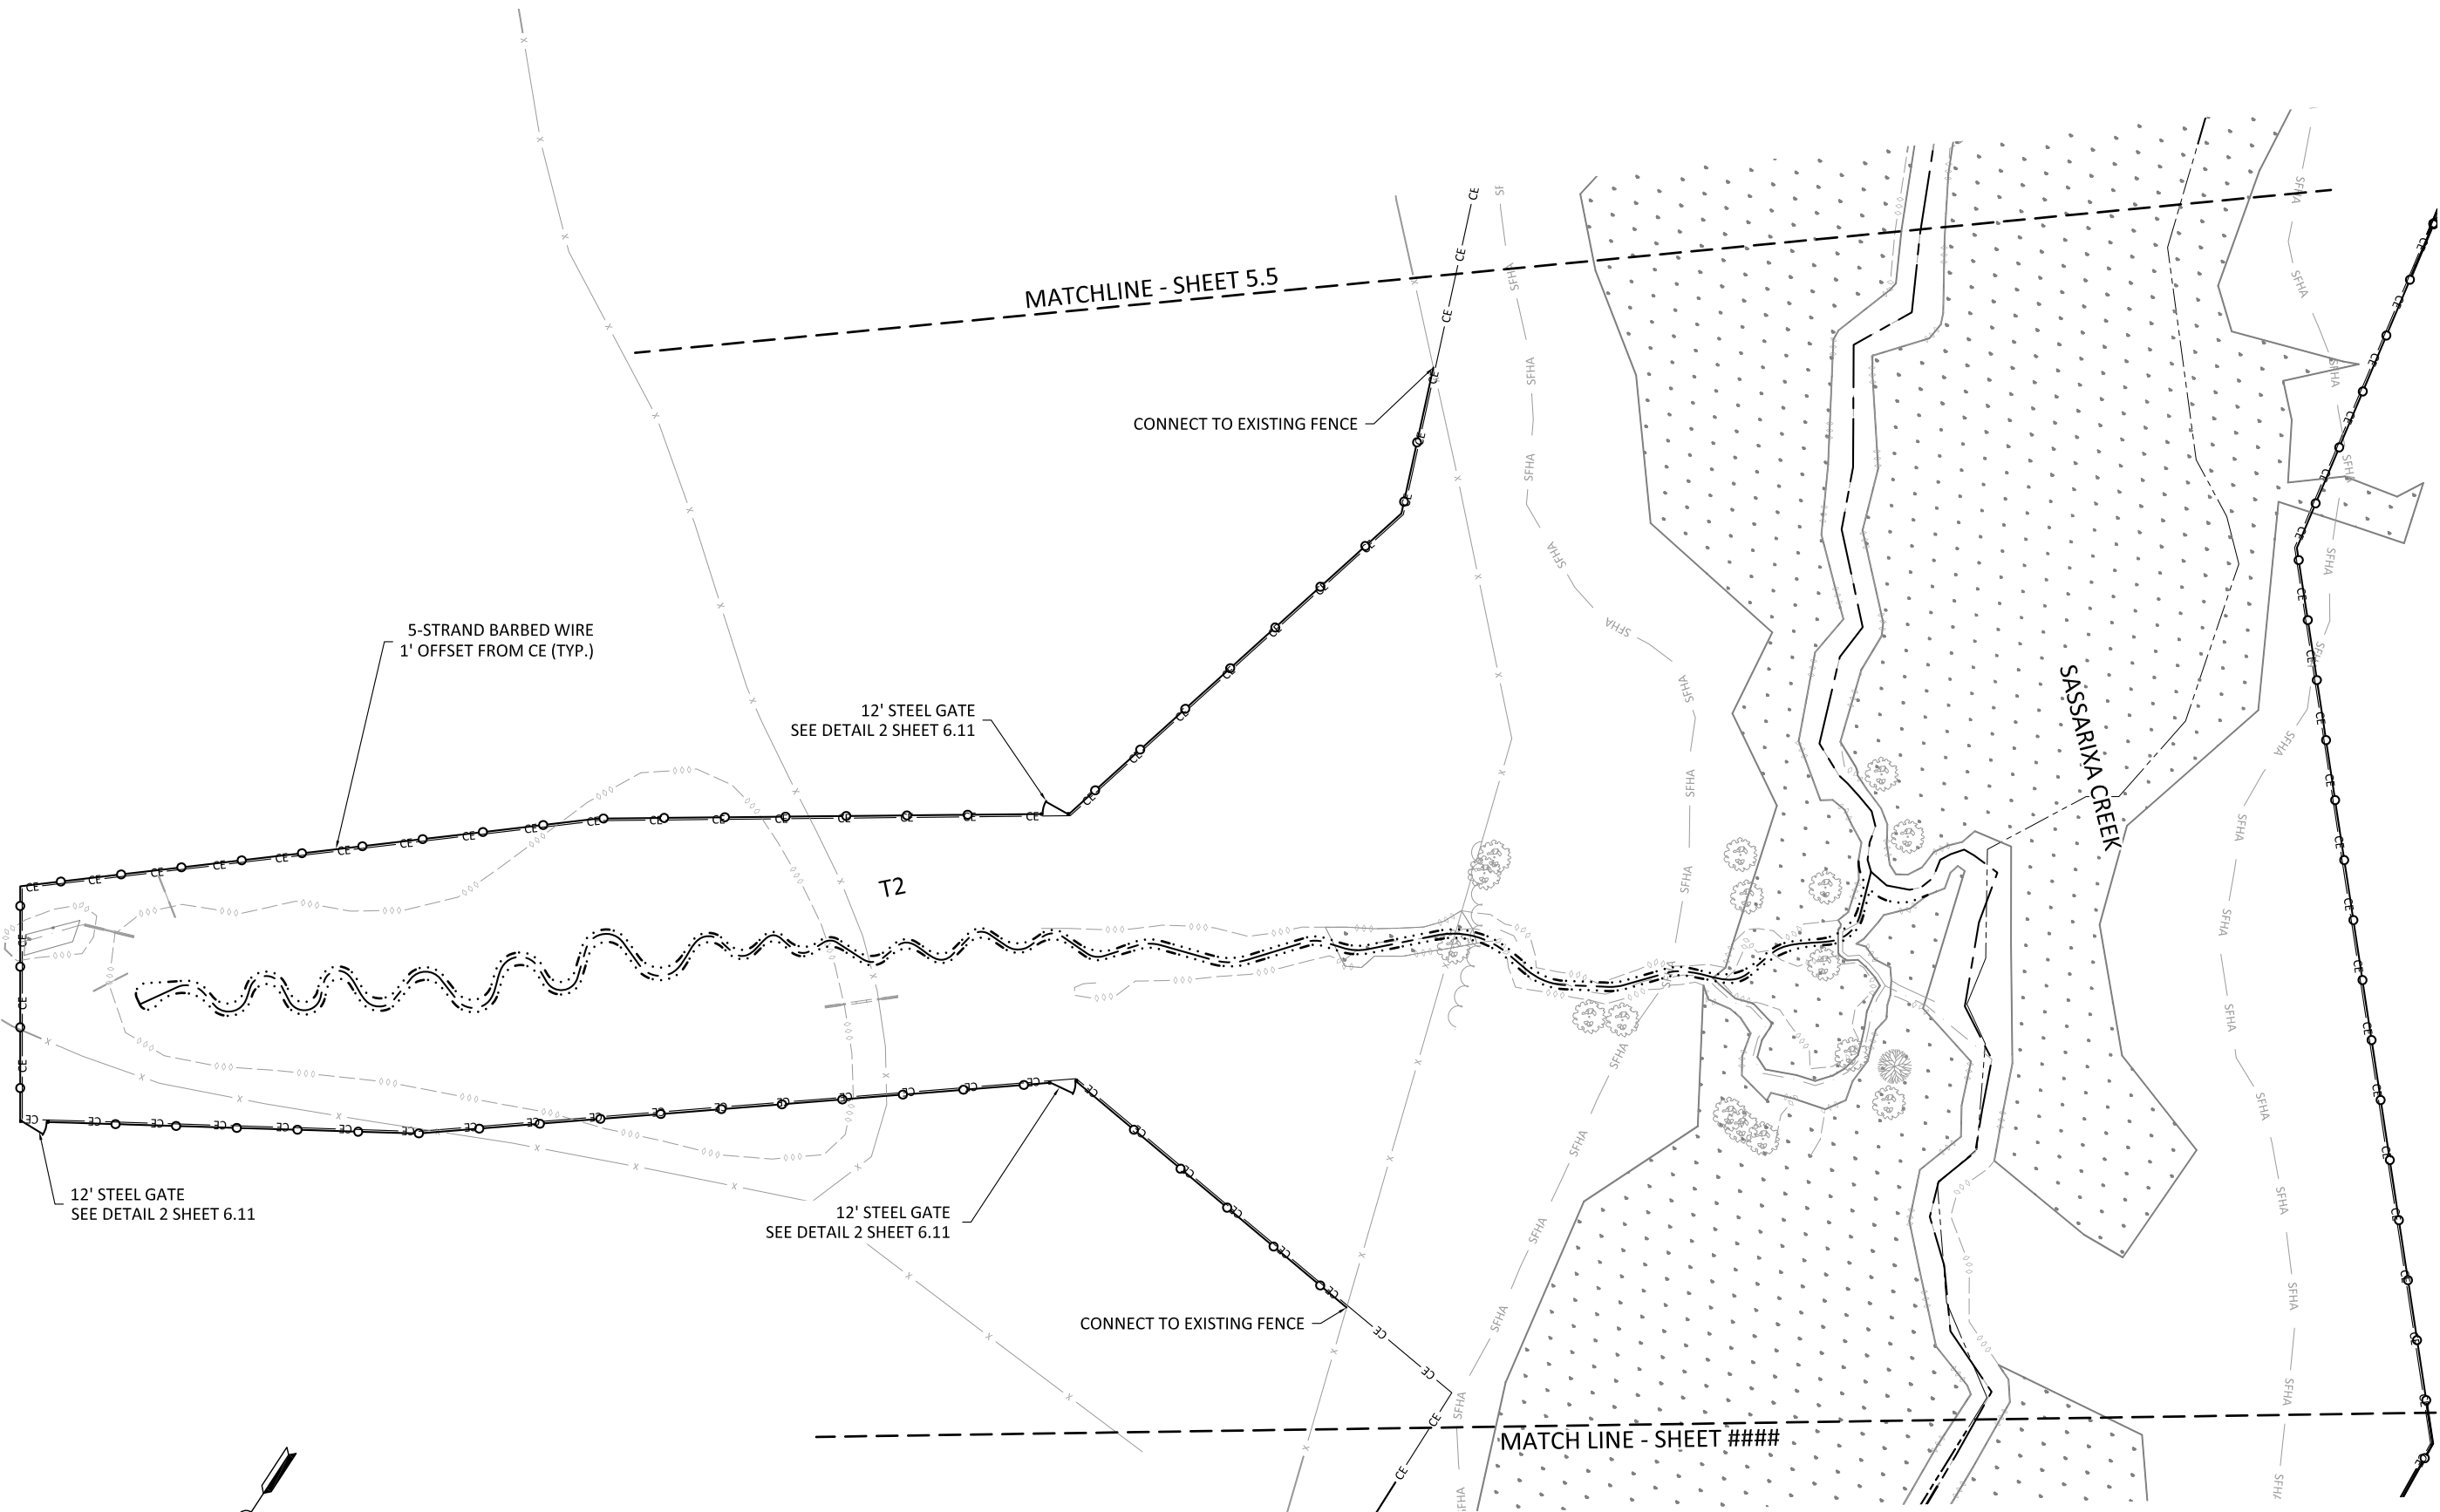 MATCHLINE - SHEET 5.5
CONNECT TO EXISTING FENCE
5-STRAND BARBED WIRE
1' OFFSET FROM CE (TYP.)
12' STEEL GATE
SEE DETAIL 2 SHEET 6.11
SASSARIXA CREEK
T2
12' STEEL GATE
SEE DETAIL 2 SHEET 6.11
12' STEEL GATE
SEE DETAIL 2 SHEET 6.11
CONNECT TO EXISTING FENCE
MATCH LINE - SHEET ####
CE
SFHA
X